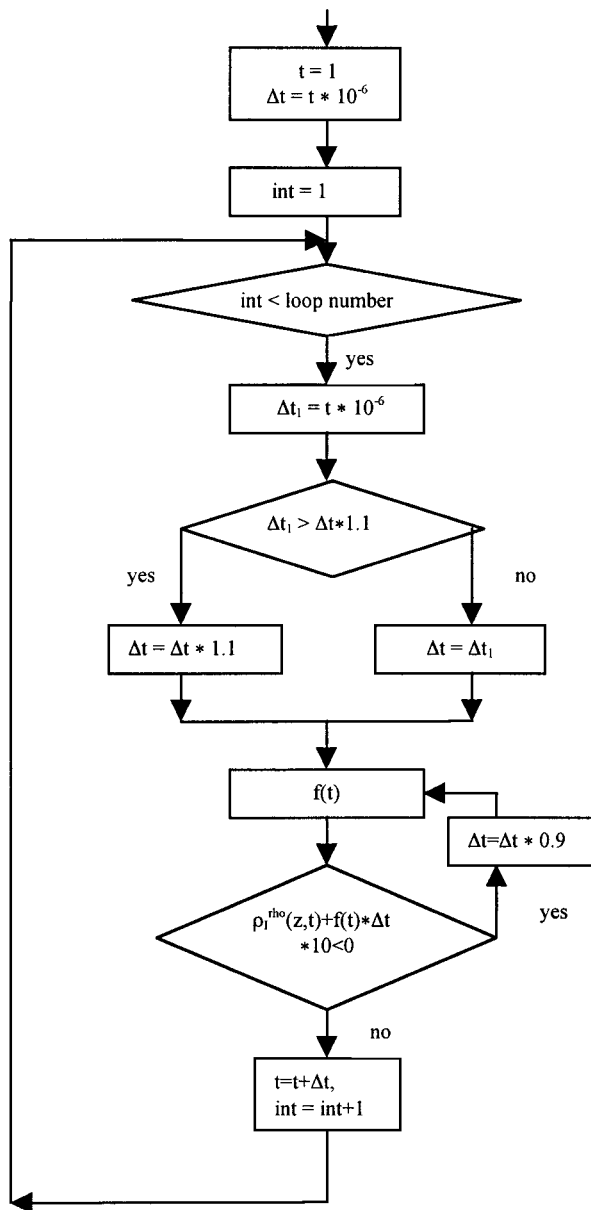 t = 1
Δt = t * 10⁻⁶
int = 1
int < loop number
yes
Δt₁ = t * 10⁻⁶
Δt₁ > Δt*1.1
yes
no
Δt = Δt * 1.1
Δt = Δt₁
f(t)
Δt=Δt * 0.9
ρ_I^rho(z,t)+f(t)*Δt
*10<0
yes
no
t=t+Δt,
int = int+1